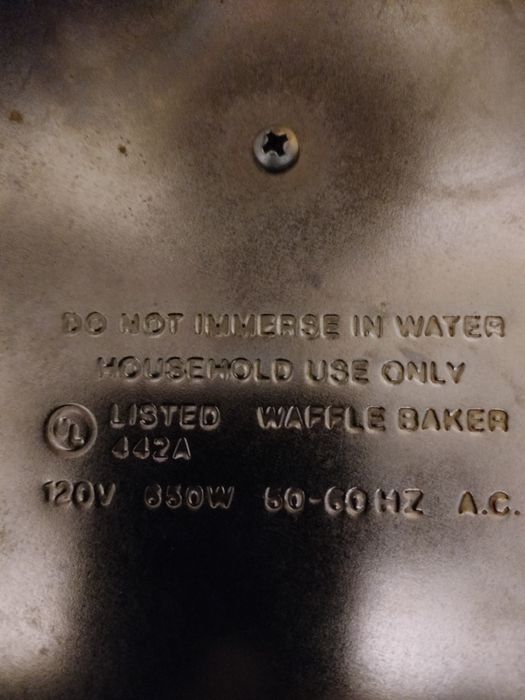 DO NOT IMMERSE IN WATER
HOUSEHOLD USE ONLY
UL LISTED WAFFLE BAKER
442A
120V 650W 50-60HZ A.C.